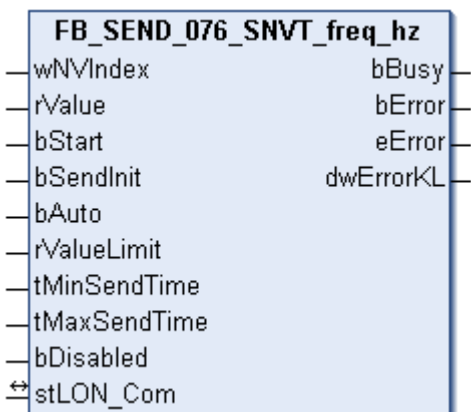 FB_SEND_076_SNVT_freq_hz
wNVIndex bBusy
rValue bError
bStart eError
bSendInit dwErrorKL
bAuto
rValueLimit
tMinSendTime
tMaxSendTime
bDisabled
stLON_Com